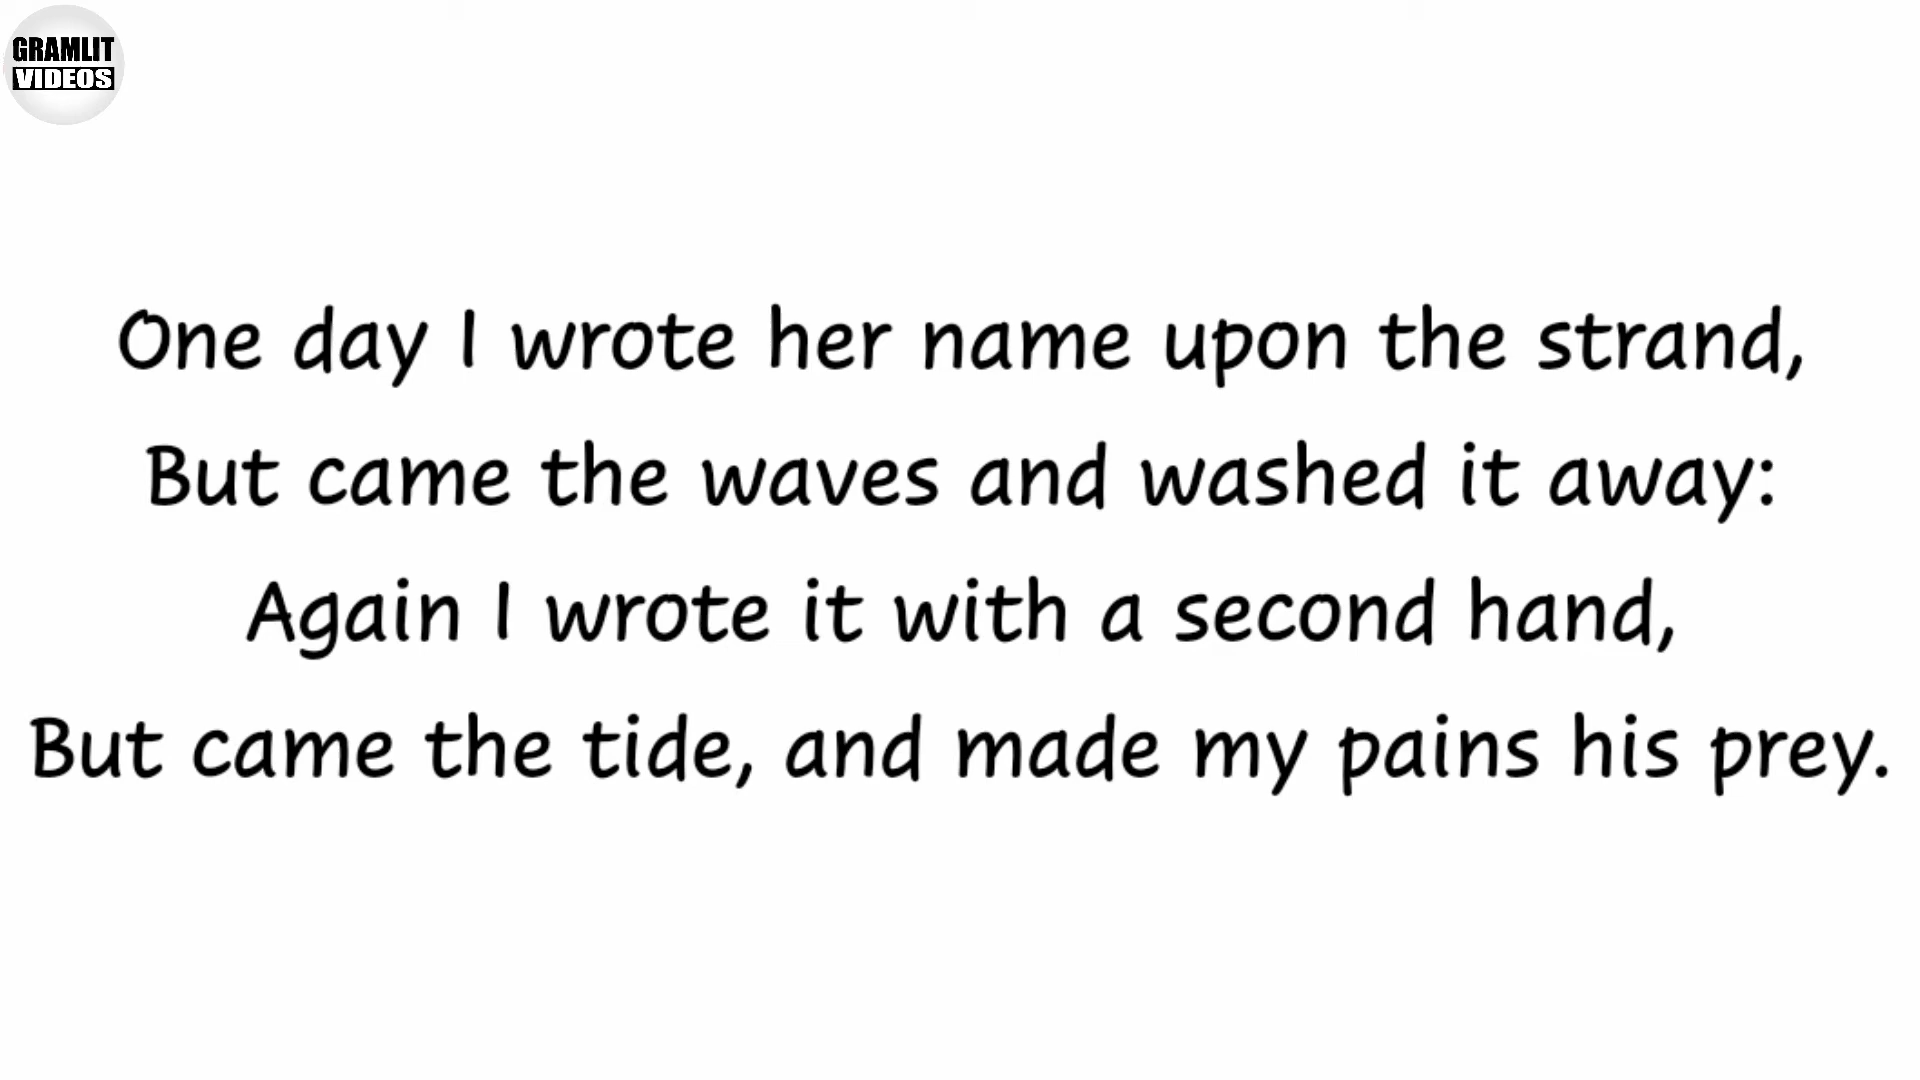 GRAMLIT
VIDEOS
One day I wrote her name upon the strand,
But came the waves and washed it away:
Again I wrote it with a second hand,
But came the tide, and made my pains his prey.